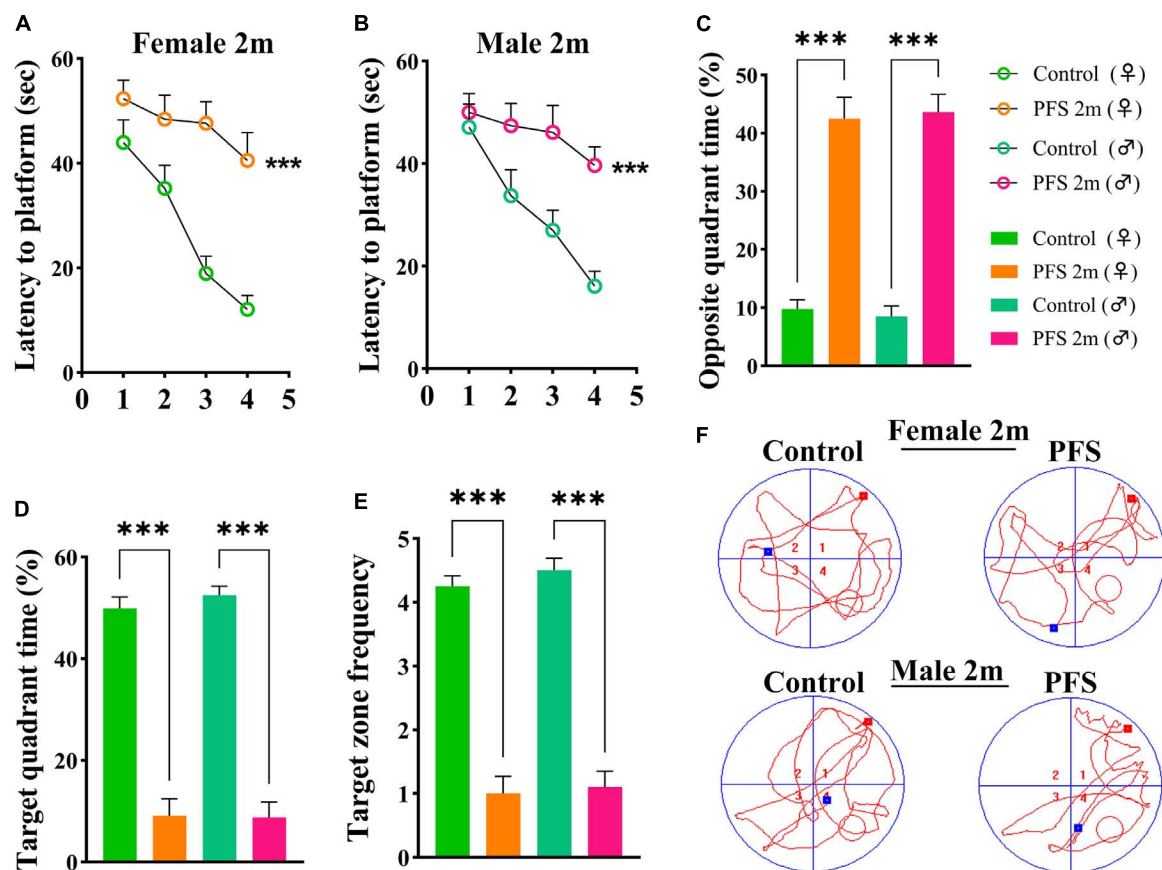 A
Female 2m
Latency to platform (sec)
60
40
20
0
0 1 2 3 4 5
***
B
Male 2m
Latency to platform (sec)
60
40
20
0
0 1 2 3 4 5
***
C
*** ***
Opposite quadrant time (%)
50
40
30
20
10
0
Control (♀)
PFS 2m (♀)
Control (♂)
PFS 2m (♂)
Control (♀)
PFS 2m (♀)
Control (♂)
PFS 2m (♂)
D
*** ***
Target quadrant time (%)
60
40
20
0
E
*** ***
Target zone frequency
5
4
3
2
1
0
F
Female 2m
Control PFS
2 1
3 4
2 1
3 4
Male 2m
Control PFS
2 1
3 4
2 1
3 4